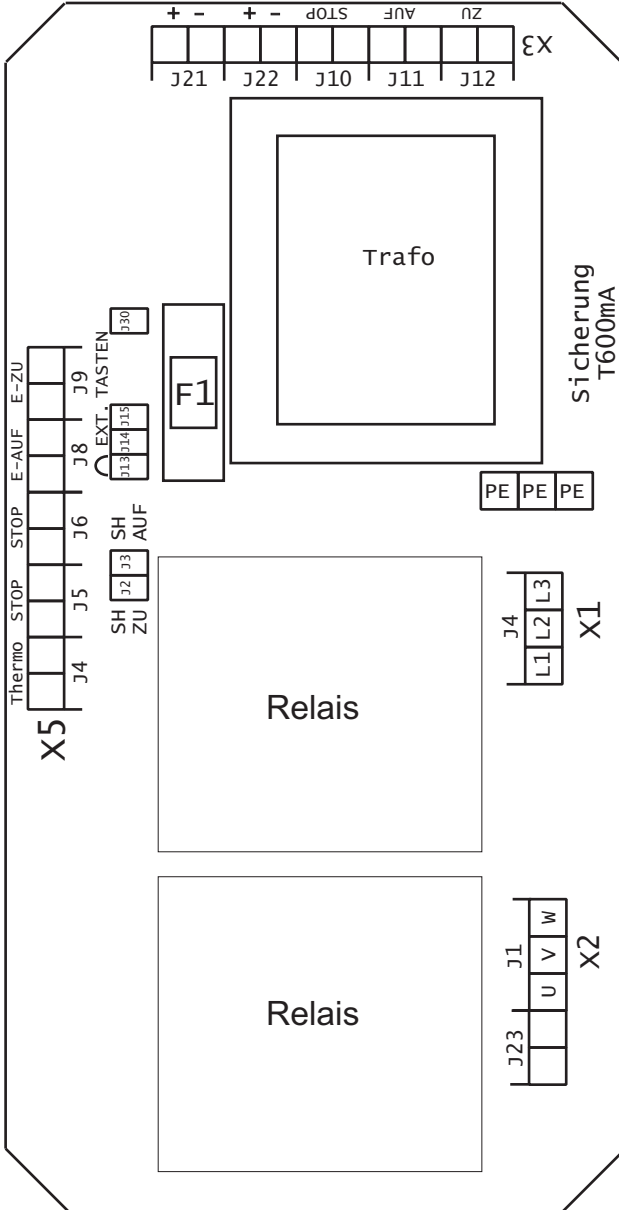 + - + - STOP AUF ZU
X3
J21 J22 J10 J11 J12
Trafo
Sicherung
T600mA
F1
J30
EXT. TASTEN
J13 J14 J15
E-ZU
J9
E-AUF
J8
STOP
J6
STOP
J5
Thermo
J4
X5
SH
AUF
J2 J3
SH
ZU
PE PE PE
J4
L1 L2 L3
X1
Relais
Relais
J1
U V W
X2
J23